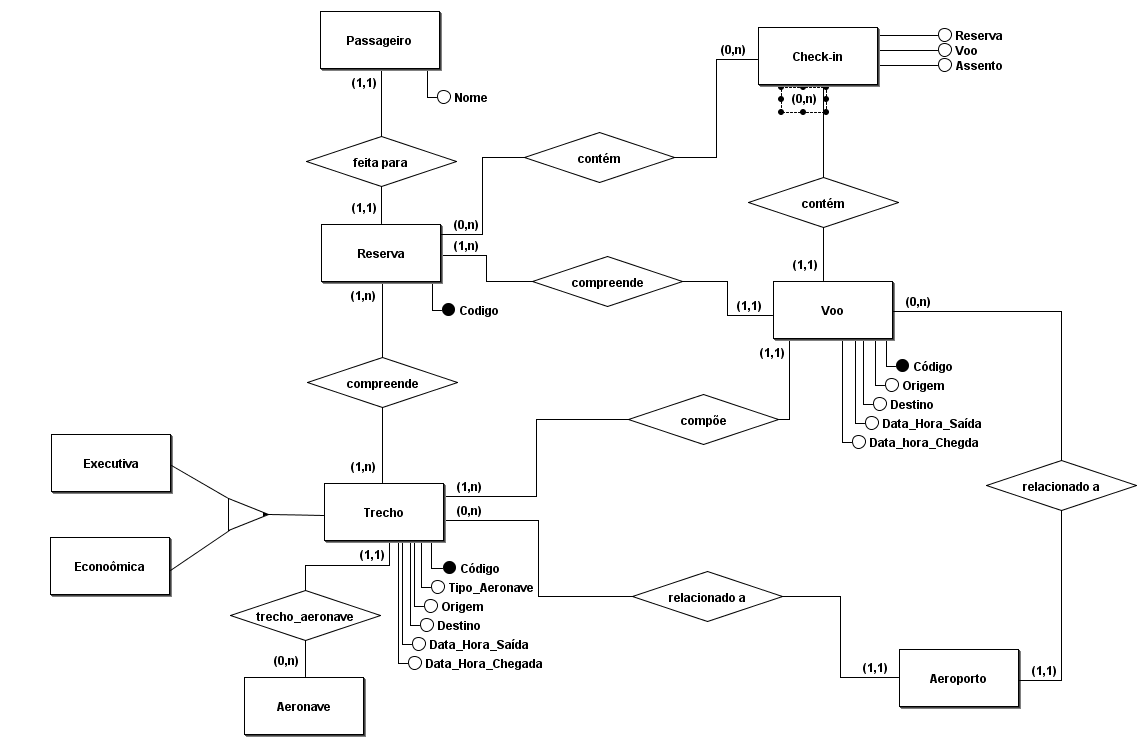 Passageiro
(1,1)
Nome
feita para
(1,1)
Reserva
(0,n)
(1,n)
(1,n)
Codigo
contém
(0,n)
Check-in
Reserva
Voo
Assento
(0,n)
contém
(1,1)
compreende
(1,1)
Voo
(0,n)
(1,1)
Código
Origem
Destino
Data_Hora_Saída
Data_hora_Chegda
compreende
(1,n)
compõe
relacionado a
Executiva
Econoômica
Trecho
(1,n)
(0,n)
(1,1)
Código
Tipo_Aeronave
Origem
Destino
Data_Hora_Saída
Data_Hora_Chegada
trecho_aeronave
(0,n)
Aeronave
relacionado a
(1,1)
Aeroporto
(1,1)